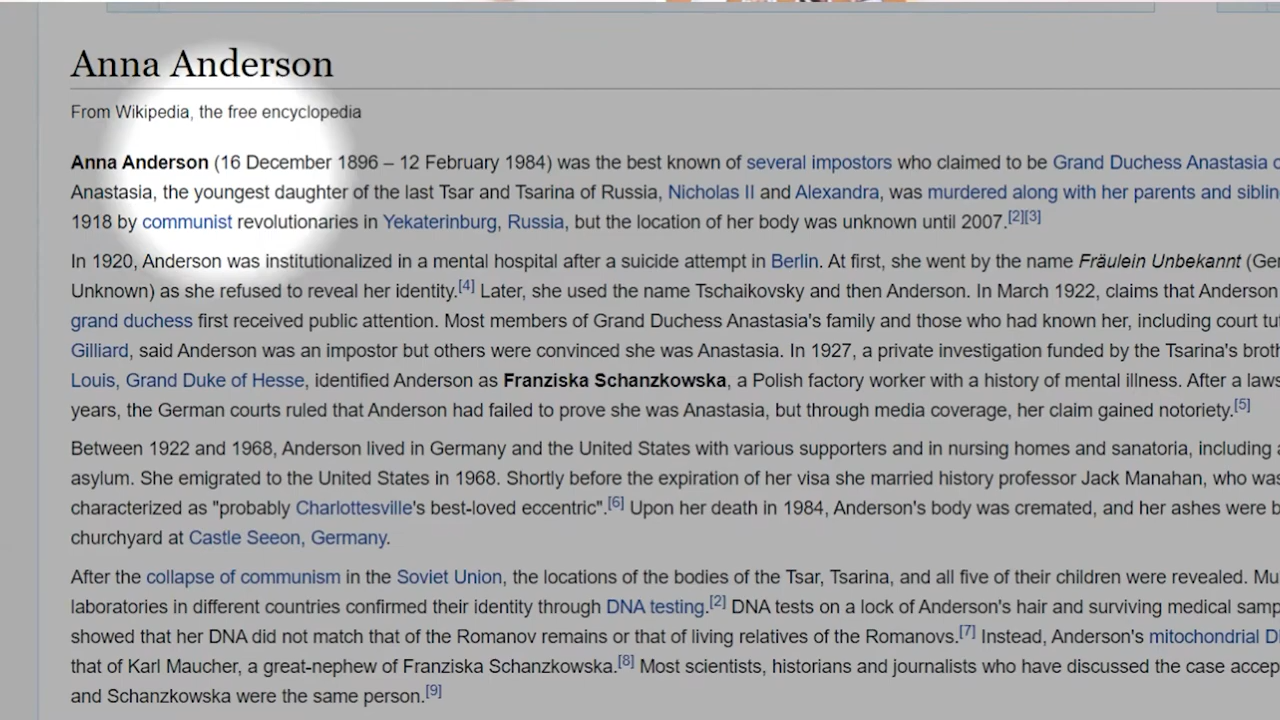 Anna Anderson
From Wikipedia, the free encyclopedia
Anna Anderson (16 December 1896 – 12 February 1984) was the best known of several impostors who claimed to be Grand Duchess Anastasia
Anastasia, the youngest daughter of the last Tsar and Tsarina of Russia, Nicholas II and Alexandra, was murdered along with her parents and
1918 by communist revolutionaries in Yekaterinburg, Russia, but the location of her body was unknown until 2007.[2][3]
In 1920, Anderson was institutionalized in a mental hospital after a suicide attempt in Berlin. At first, she went by the name Fräulein Unbekannt
Unknown) as she refused to reveal her identity.[4] Later, she used the name Tschaikovsky and then Anderson. In March 1922, claims that Anderson
grand duchess first received public attention. Most members of Grand Duchess Anastasia's family and those who had known her, including court
Gilliard, said Anderson was an impostor but others were convinced she was Anastasia. In 1927, a private investigation funded by the Tsarina's
Louis, Grand Duke of Hesse, identified Anderson as Franziska Schanzkowska, a Polish factory worker with a history of mental illness. After a
years, the German courts ruled that Anderson had failed to prove she was Anastasia, but through media coverage, her claim gained notoriety.[5]
Between 1922 and 1968, Anderson lived in Germany and the United States with various supporters and in nursing homes and sanatoria, including
asylum. She emigrated to the United States in 1968. Shortly before the expiration of her visa she married history professor Jack Manahan, who was
characterized as "probably Charlottesville's best-loved eccentric".[6] Upon her death in 1984, Anderson's body was cremated, and her ashes were
churchyard at Castle Seeon, Germany.
After the collapse of communism in the Soviet Union, the locations of the bodies of the Tsar, Tsarina, and all five of their children were revealed.
laboratories in different countries confirmed their identity through DNA testing.[2] DNA tests on a lock of Anderson's hair and surviving medical
showed that her DNA did not match that of the Romanov remains or that of living relatives of the Romanovs.[7] Instead, Anderson's mitochondrial
that of Karl Maucher, a great-nephew of Franziska Schanzkowska.[8] Most scientists, historians and journalists who have discussed the case
and Schanzkowska were the same person.[9]